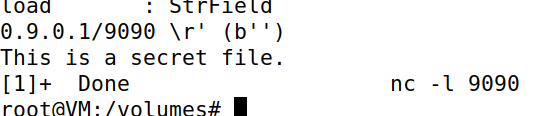 load       : StrField
0.9.0.1/9090 \r' (b'')
This is a secret file.
[1]+  Done                    nc -l 9090
root@VM:/volumes#